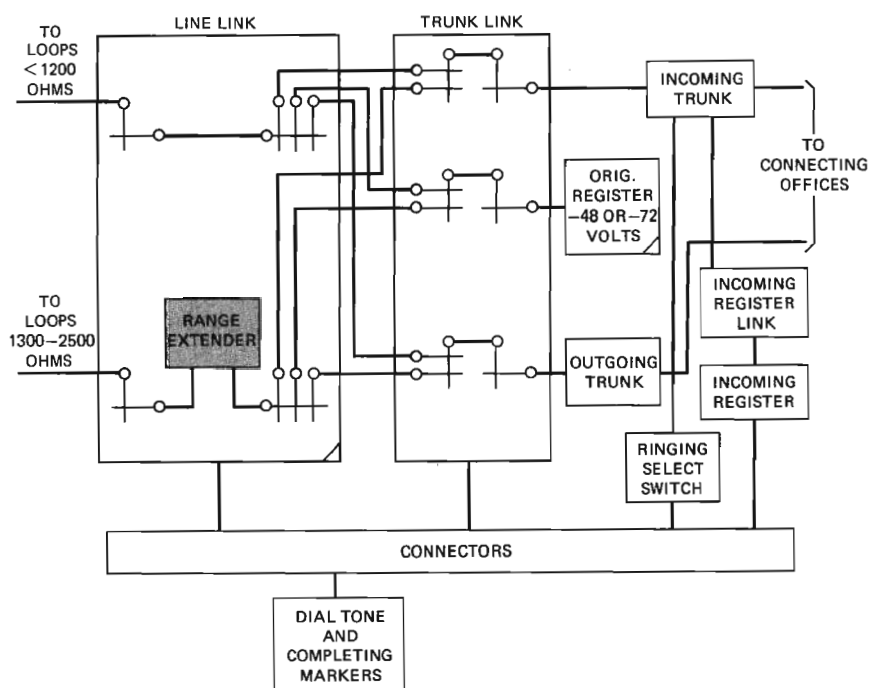 LINE LINK
TRUNK LINK
TO
LOOPS
<1200
OHMS
INCOMING
TRUNK
TO
CONNECTING
OFFICES
ORIG.
REGISTER
–48 OR –72
VOLTS
TO
LOOPS
1300–2500
OHMS
RANGE
EXTENDER
INCOMING
REGISTER
LINK
OUTGOING
TRUNK
INCOMING
REGISTER
RINGING
SELECT
SWITCH
CONNECTORS
DIAL TONE
AND
COMPLETING
MARKERS